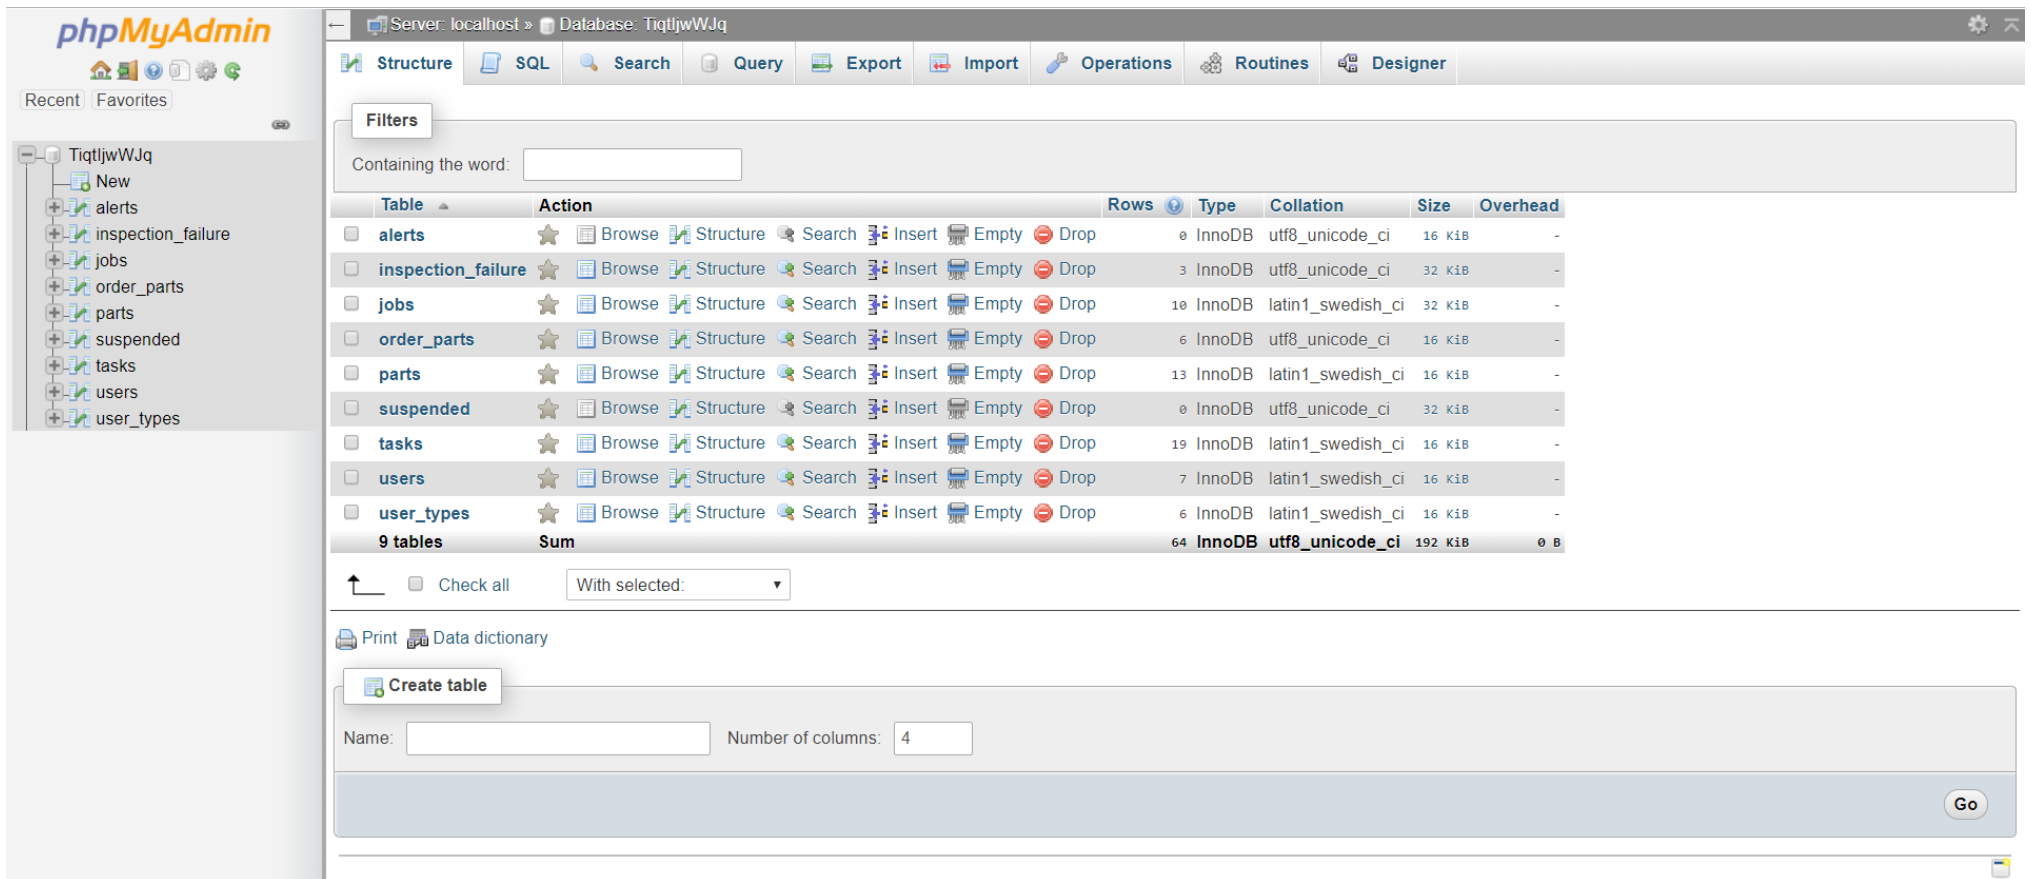 phpMyAdmin
Recent Favorites
TiqtIjwWJq
New
alerts
inspection_failure
jobs
order_parts
parts
suspended
tasks
users
user_types
← Server: localhost » Database: TiqtIjwWJq
Structure SQL Search Query Export Import Operations Routines Designer
Filters
Containing the word:
Table Action Rows Type Collation Size Overhead
alerts Browse Structure Search Insert Empty Drop 0 InnoDB utf8_unicode_ci 16 KiB -
inspection_failure Browse Structure Search Insert Empty Drop 3 InnoDB utf8_unicode_ci 32 KiB -
jobs Browse Structure Search Insert Empty Drop 10 InnoDB latin1_swedish_ci 32 KiB -
order_parts Browse Structure Search Insert Empty Drop 6 InnoDB utf8_unicode_ci 16 KiB -
parts Browse Structure Search Insert Empty Drop 13 InnoDB latin1_swedish_ci 16 KiB -
suspended Browse Structure Search Insert Empty Drop 0 InnoDB utf8_unicode_ci 32 KiB -
tasks Browse Structure Search Insert Empty Drop 19 InnoDB latin1_swedish_ci 16 KiB -
users Browse Structure Search Insert Empty Drop 7 InnoDB latin1_swedish_ci 16 KiB -
user_types Browse Structure Search Insert Empty Drop 6 InnoDB latin1_swedish_ci 16 KiB -
9 tables Sum 64 InnoDB utf8_unicode_ci 192 KiB 0 B
Check all With selected:
Print Data dictionary
Create table
Name: Number of columns: 4
Go